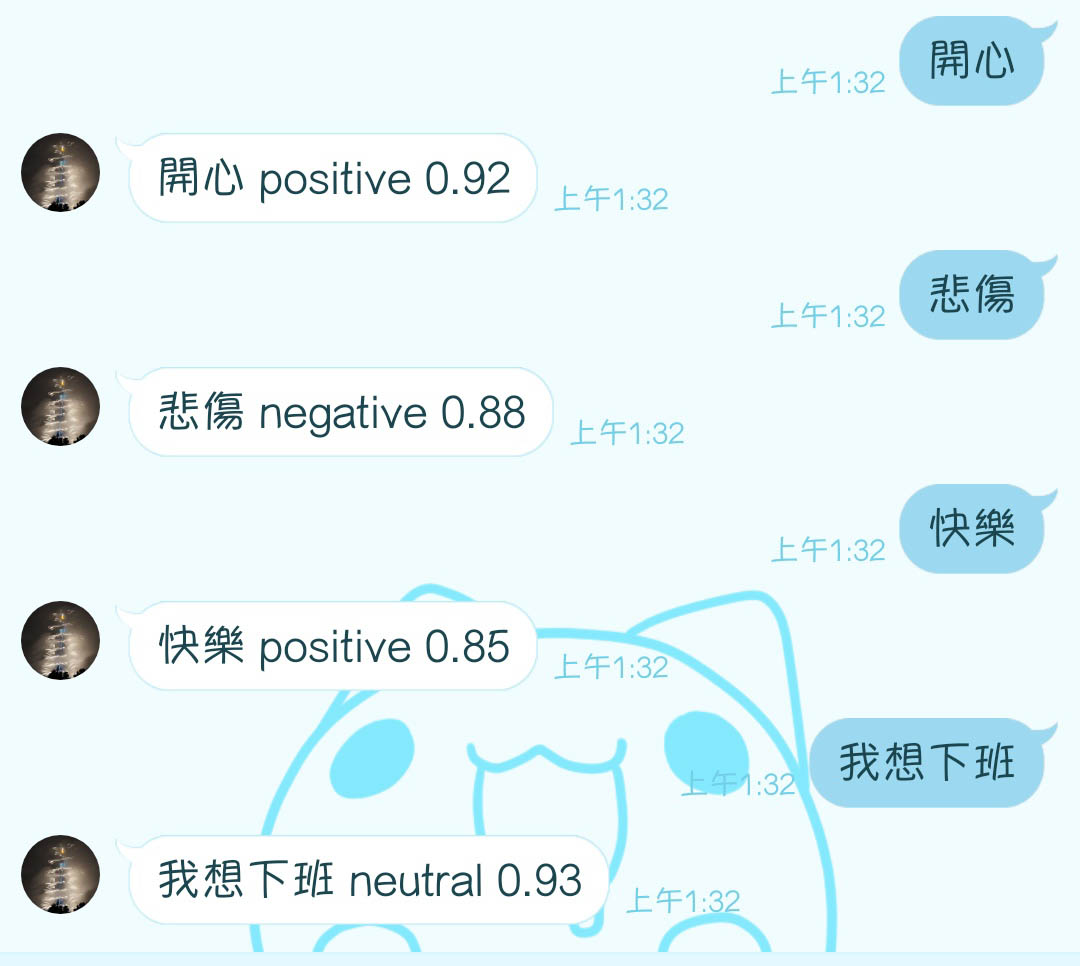 開心
上午1:32
開心 positive 0.92
上午1:32
悲傷
上午1:32
悲傷 negative 0.88
上午1:32
快樂
上午1:32
快樂 positive 0.85
上午1:32
我想下班
上午1:32
我想下班 neutral 0.93
上午1:32